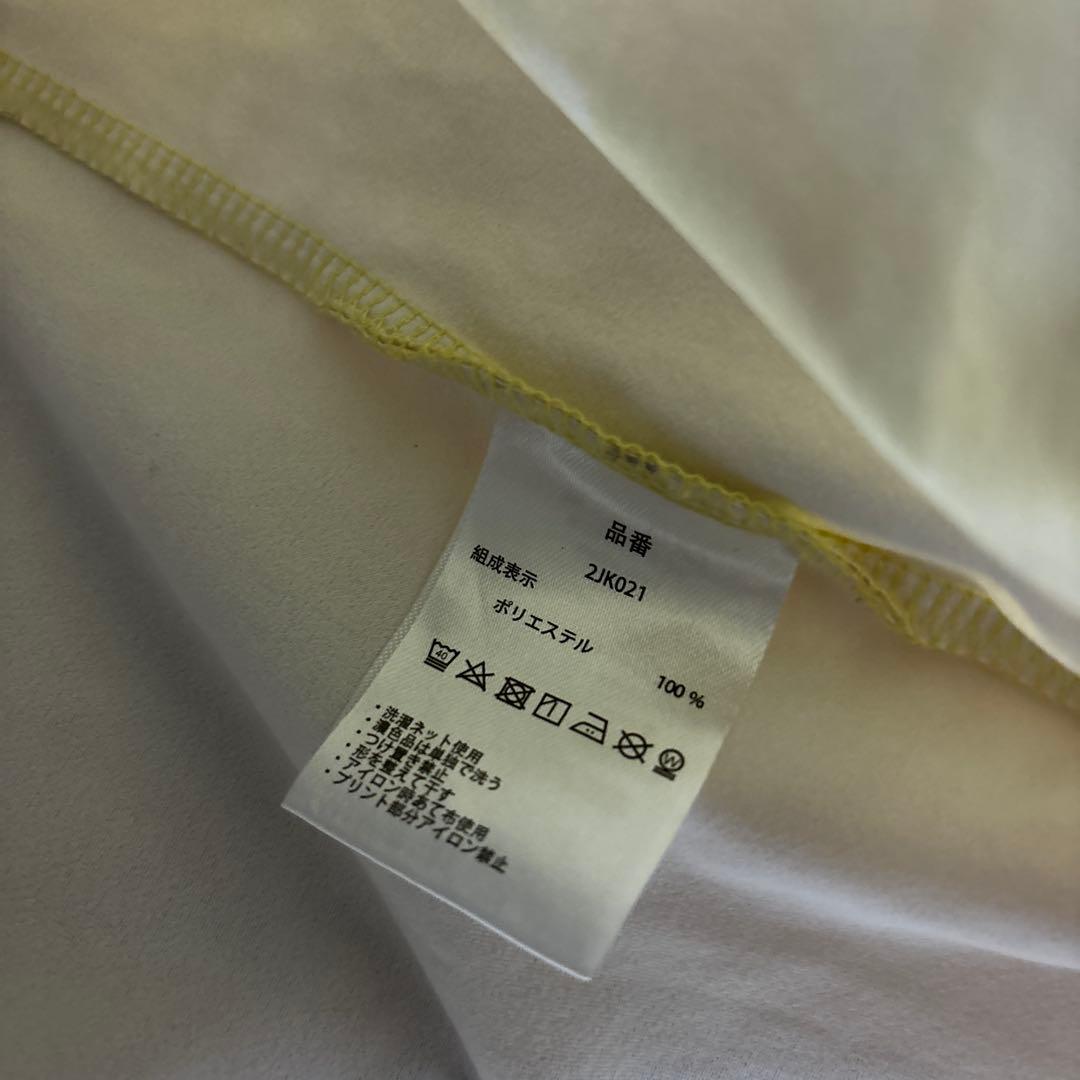 品番
2JK021
組成表示
ポリエステル
100 %
40
W
・洗濯ネット使用
・濃色品は単独で洗う
・つけ置き禁止
・形を整えて干す
・アイロン時あて布使用
・プリント部分アイロン禁止